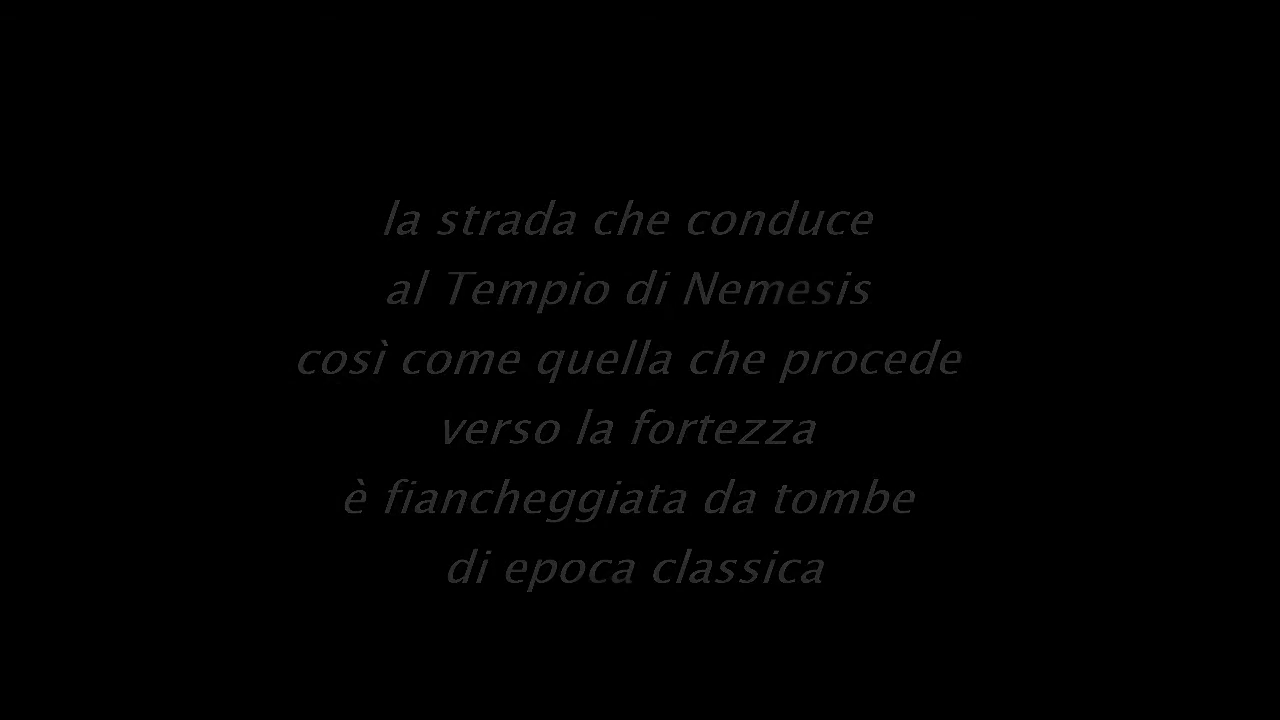 la strada che conduce
al Tempio di Nemesis
così come quella che procede
verso la fortezza
è fiancheggiata da tombe
di epoca classica